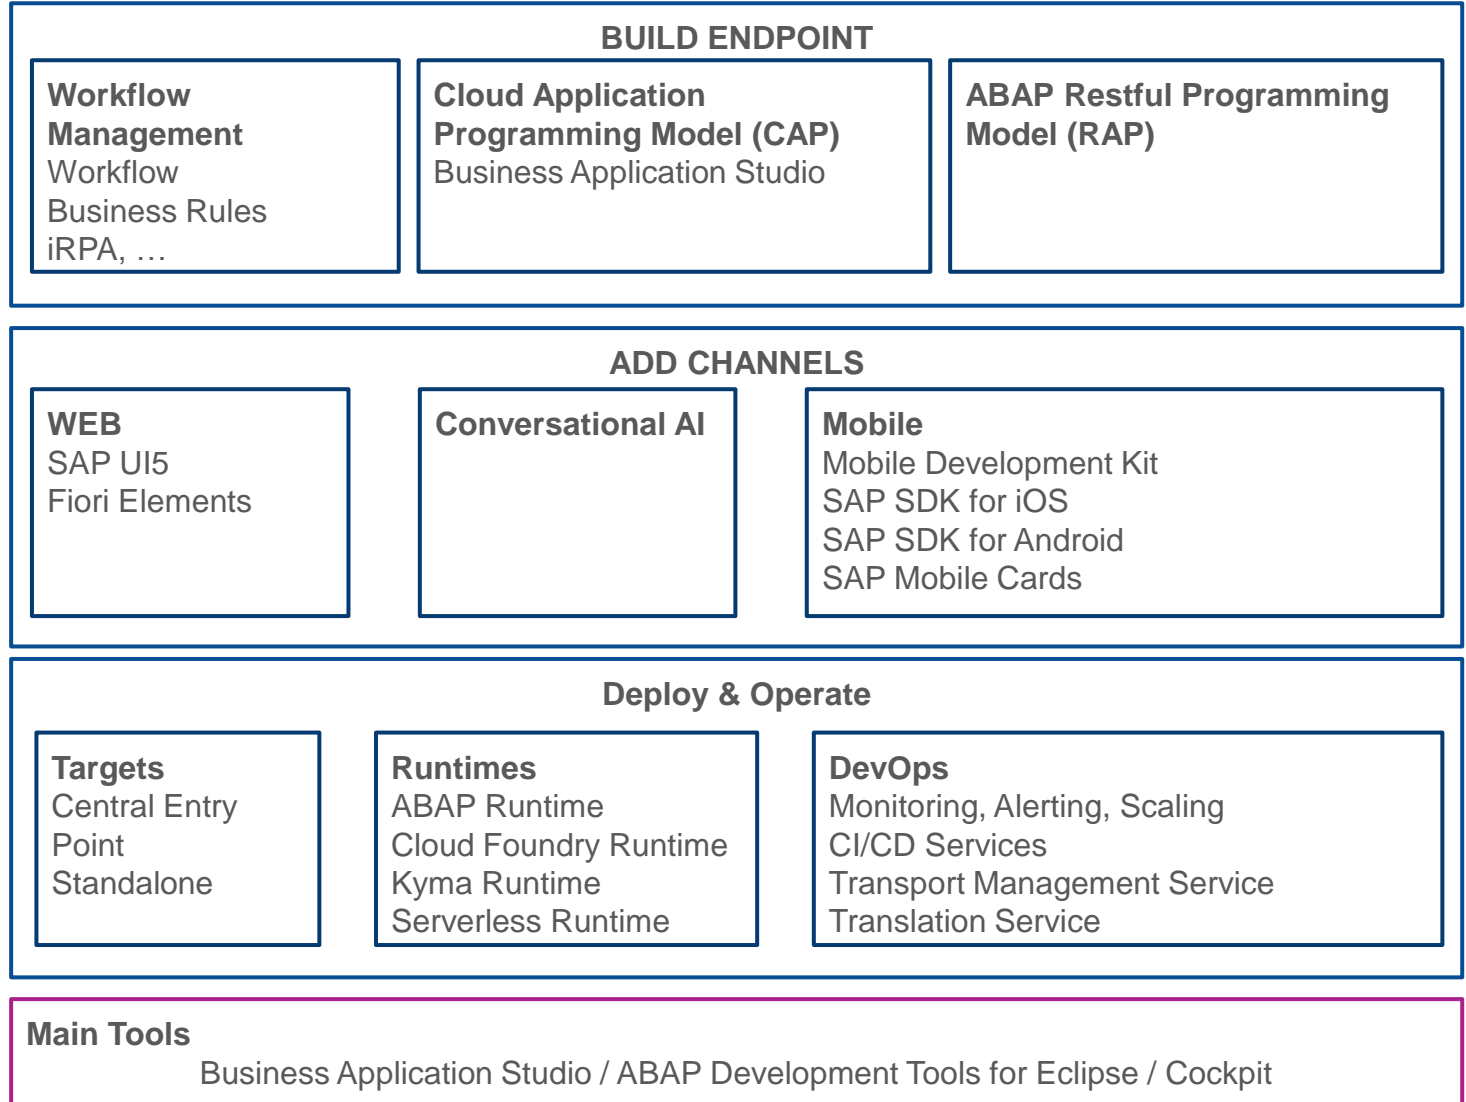 BUILD ENDPOINT
Workflow
Management
Workflow
Business Rules
iRPA, …
Cloud Application
Programming Model (CAP)
Business Application Studio
ABAP Restful Programming
Model (RAP)
ADD CHANNELS
WEB
SAP UI5
Fiori Elements
Conversational AI
Mobile
Mobile Development Kit
SAP SDK for iOS
SAP SDK for Android
SAP Mobile Cards
Deploy & Operate
Targets
Central Entry
Point
Standalone
Runtimes
ABAP Runtime
Cloud Foundry Runtime
Kyma Runtime
Serverless Runtime
DevOps
Monitoring, Alerting, Scaling
CI/CD Services
Transport Management Service
Translation Service
Main Tools
Business Application Studio / ABAP Development Tools for Eclipse / Cockpit